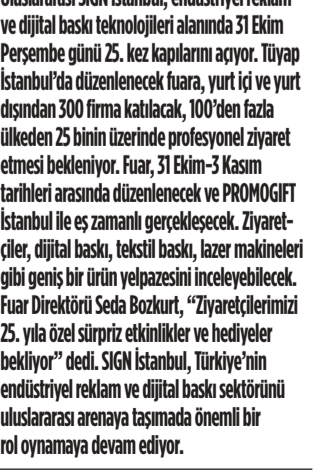 Uluslararası SIGN İstanbul, endüstriyel reklam
ve dijital baskı teknolojileri alanında 31 Ekim
Perşembe günü 25. kez kapılarını açıyor. Tüyap
İstanbul’da düzenlenecek fuara, yurt içi ve yurt
dışından 300 firma katılacak, 100’den fazla
ülkeden 25 binin üzerinde profesyonel ziyaret
etmesi bekleniyor. Fuar, 31 Ekim-3 Kasım
tarihleri arasında düzenlenecek ve PROMOGIFT
İstanbul ile eş zamanlı gerçekleşecek. Ziyaret-
çiler, dijital baskı, tekstil baskı, lazer makineleri
gibi geniş bir ürün yelpazesini inceleyebilecek.
Fuar Direktörü Seda Bozkurt, “Ziyaretçilerimizi
25. yıla özel sürpriz etkinlikler ve hediyeler
bekliyor” dedi. SIGN İstanbul, Türkiye’nin
endüstriyel reklam ve dijital baskı sektörünü
uluslararası arenaya taşımada önemli bir
rol oynamaya devam ediyor.